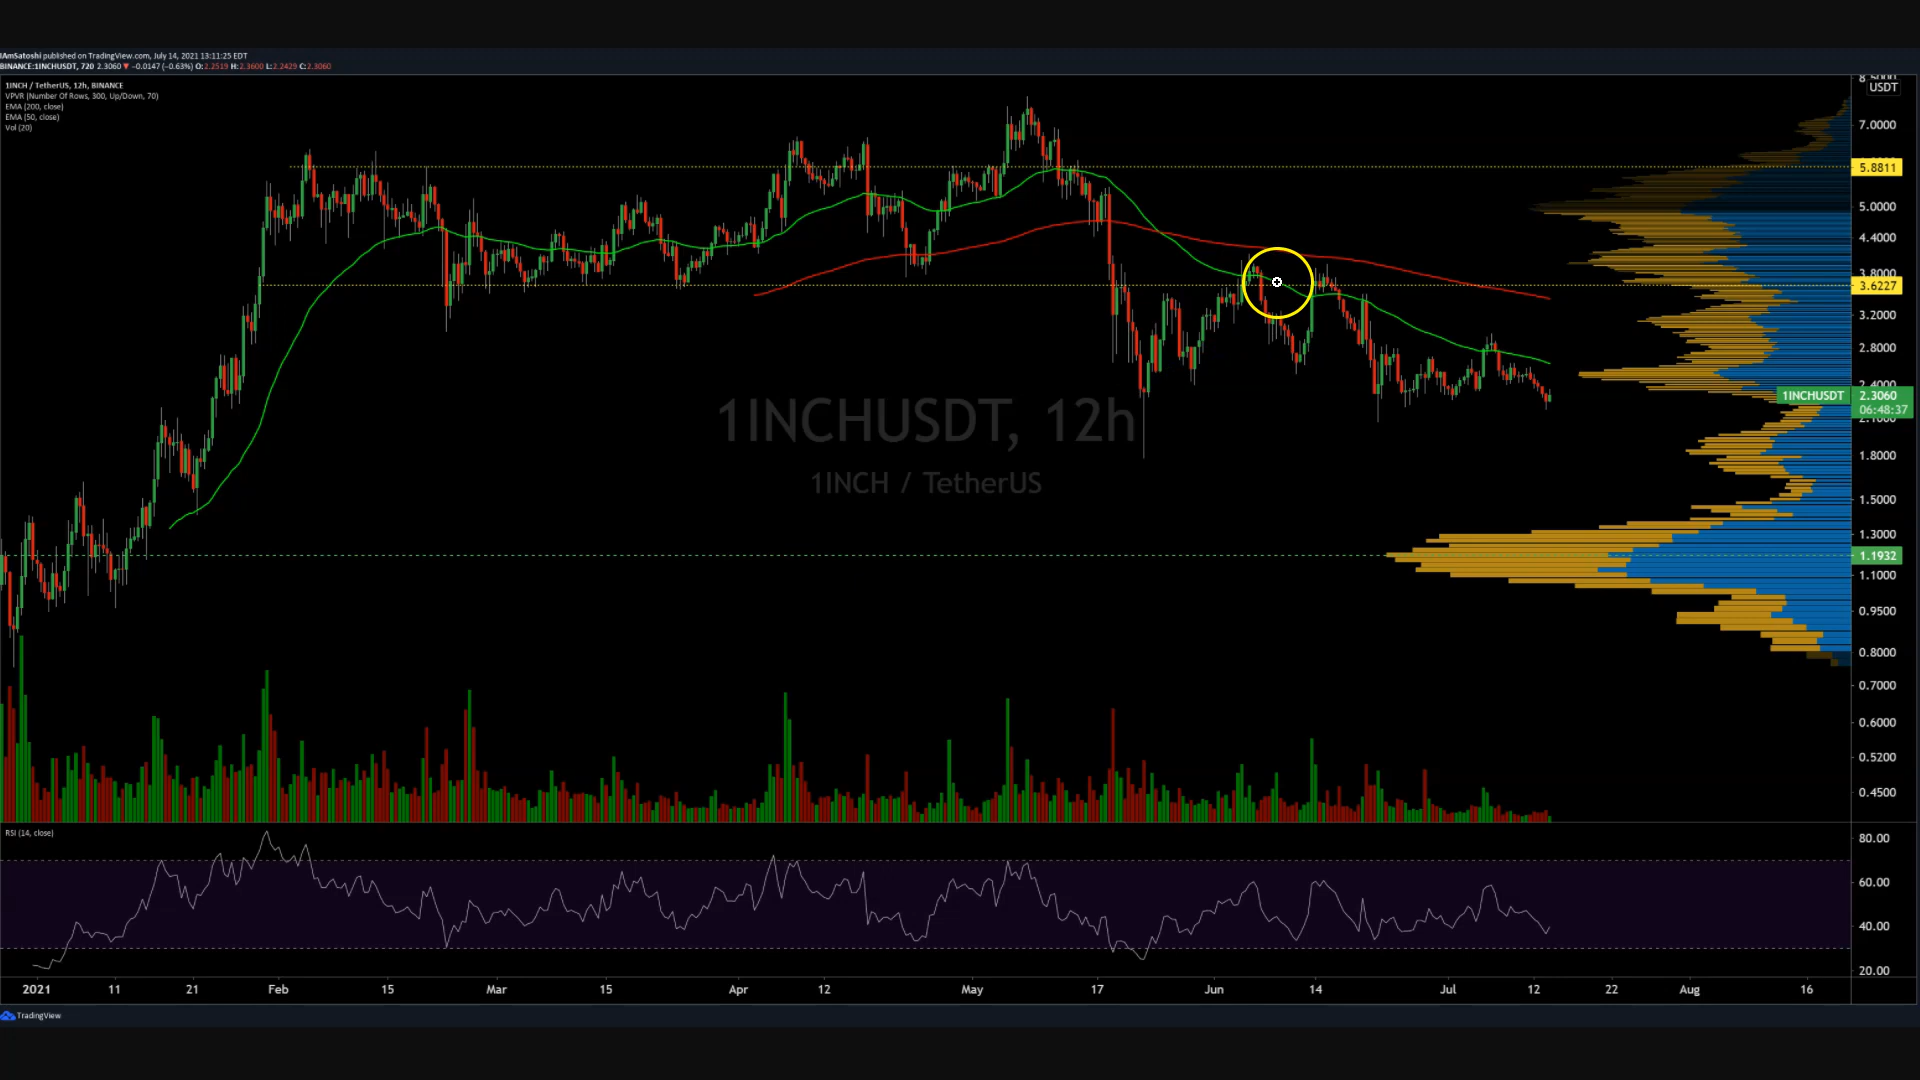 IAmSatoshi published on TradingView.com, July 14, 2021 13:11:25 EDT
BINANCE:1INCHUSDT, 720 2.3060 ▼ −0.0147 (−0.63%) O:2.2519 H:2.3600 L:2.2429 C:2.3060
1INCH / TetherUS, 12h, BINANCE
VPVR (Number Of Rows, 300, Up/Down, 70)
EMA (200, close)
EMA (50, close)
Vol (20)
USDT
7.0000
5.8811
5.0000
4.4000
3.8000
3.6227
3.2000
2.8000
2.4000
1INCHUSDT 2.3060
06:48:37
1INCHUSDT, 12h
1INCH / TetherUS
1.8000
1.5000
1.3000
1.1932
1.1000
0.9500
0.8000
0.7000
0.6000
0.5200
0.4500
RSI (14, close)
80.00
60.00
40.00
20.00
2021 11 21 Feb 15 Mar 15 Apr 12 May 17 Jun 14 Jul 12 22 Aug 16
TradingView